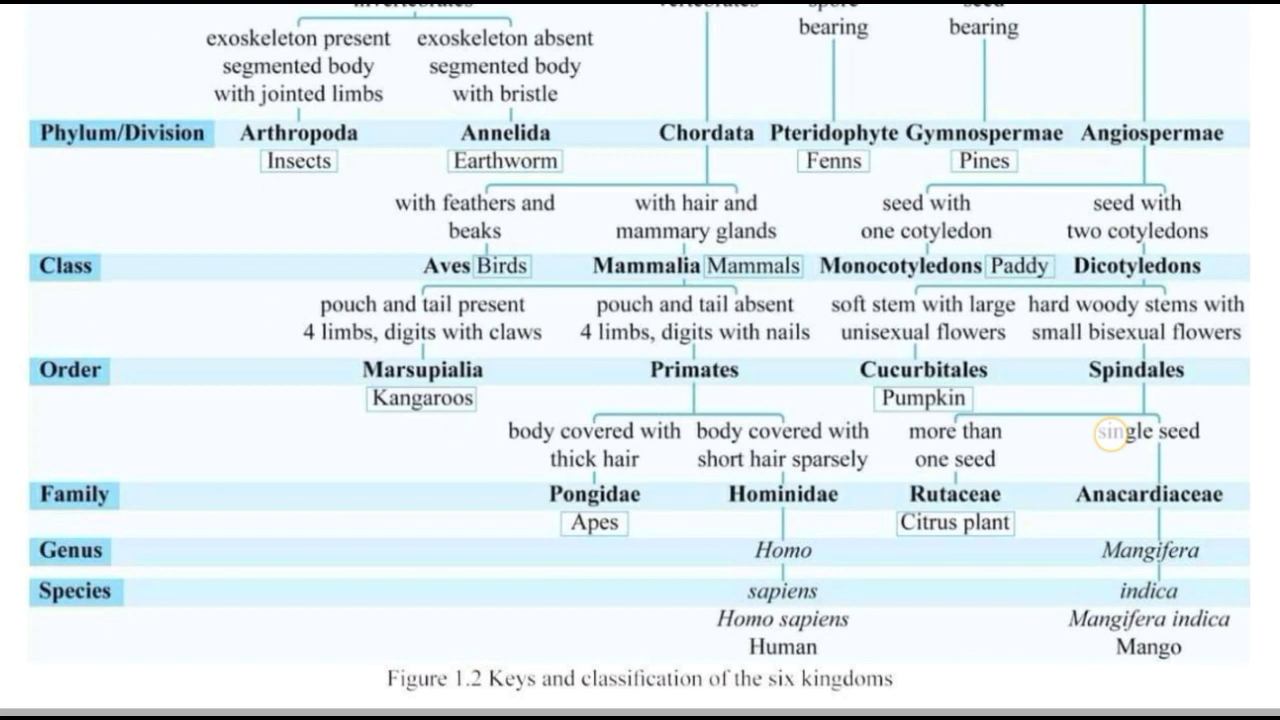 invertebrates vertebrates spore seed
bearing bearing
exoskeleton present exoskeleton absent
segmented body segmented body
with jointed limbs with bristle
Phylum/Division Arthropoda Annelida Chordata Pteridophyte Gymnospermae Angiospermae
Insects Earthworm Fenns Pines
with feathers and with hair and seed with seed with
beaks mammary glands one cotyledon two cotyledons
Class Aves Birds Mammalia Mammals Monocotyledons Paddy Dicotyledons
pouch and tail present pouch and tail absent soft stem with large hard woody stems with
4 limbs, digits with claws 4 limbs, digits with nails unisexual flowers small bisexual flowers
Order Marsupialia Primates Cucurbitales Spindales
Kangaroos Pumpkin
body covered with body covered with more than single seed
thick hair short hair sparsely one seed
Family Pongidae Hominidae Rutaceae Anacardiaceae
Apes Citrus plant
Genus Homo Mangifera
Species sapiens indica
Homo sapiens Mangifera indica
Human Mango
Figure 1.2 Keys and classification of the six kingdoms